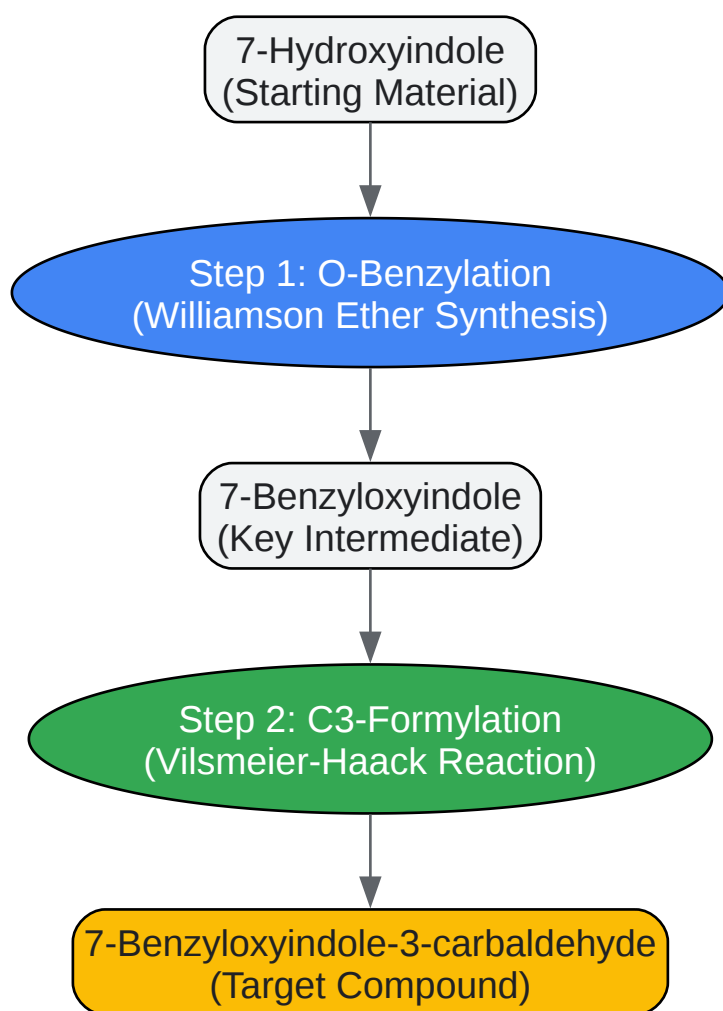 7-Hydroxyindole
(Starting Material)
Step 1: O-Benzylation
(Williamson Ether Synthesis)
7-Benzyloxyindole
(Key Intermediate)
Step 2: C3-Formylation
(Vilsmeier-Haack Reaction)
7-Benzyloxyindole-3-carbaldehyde
(Target Compound)